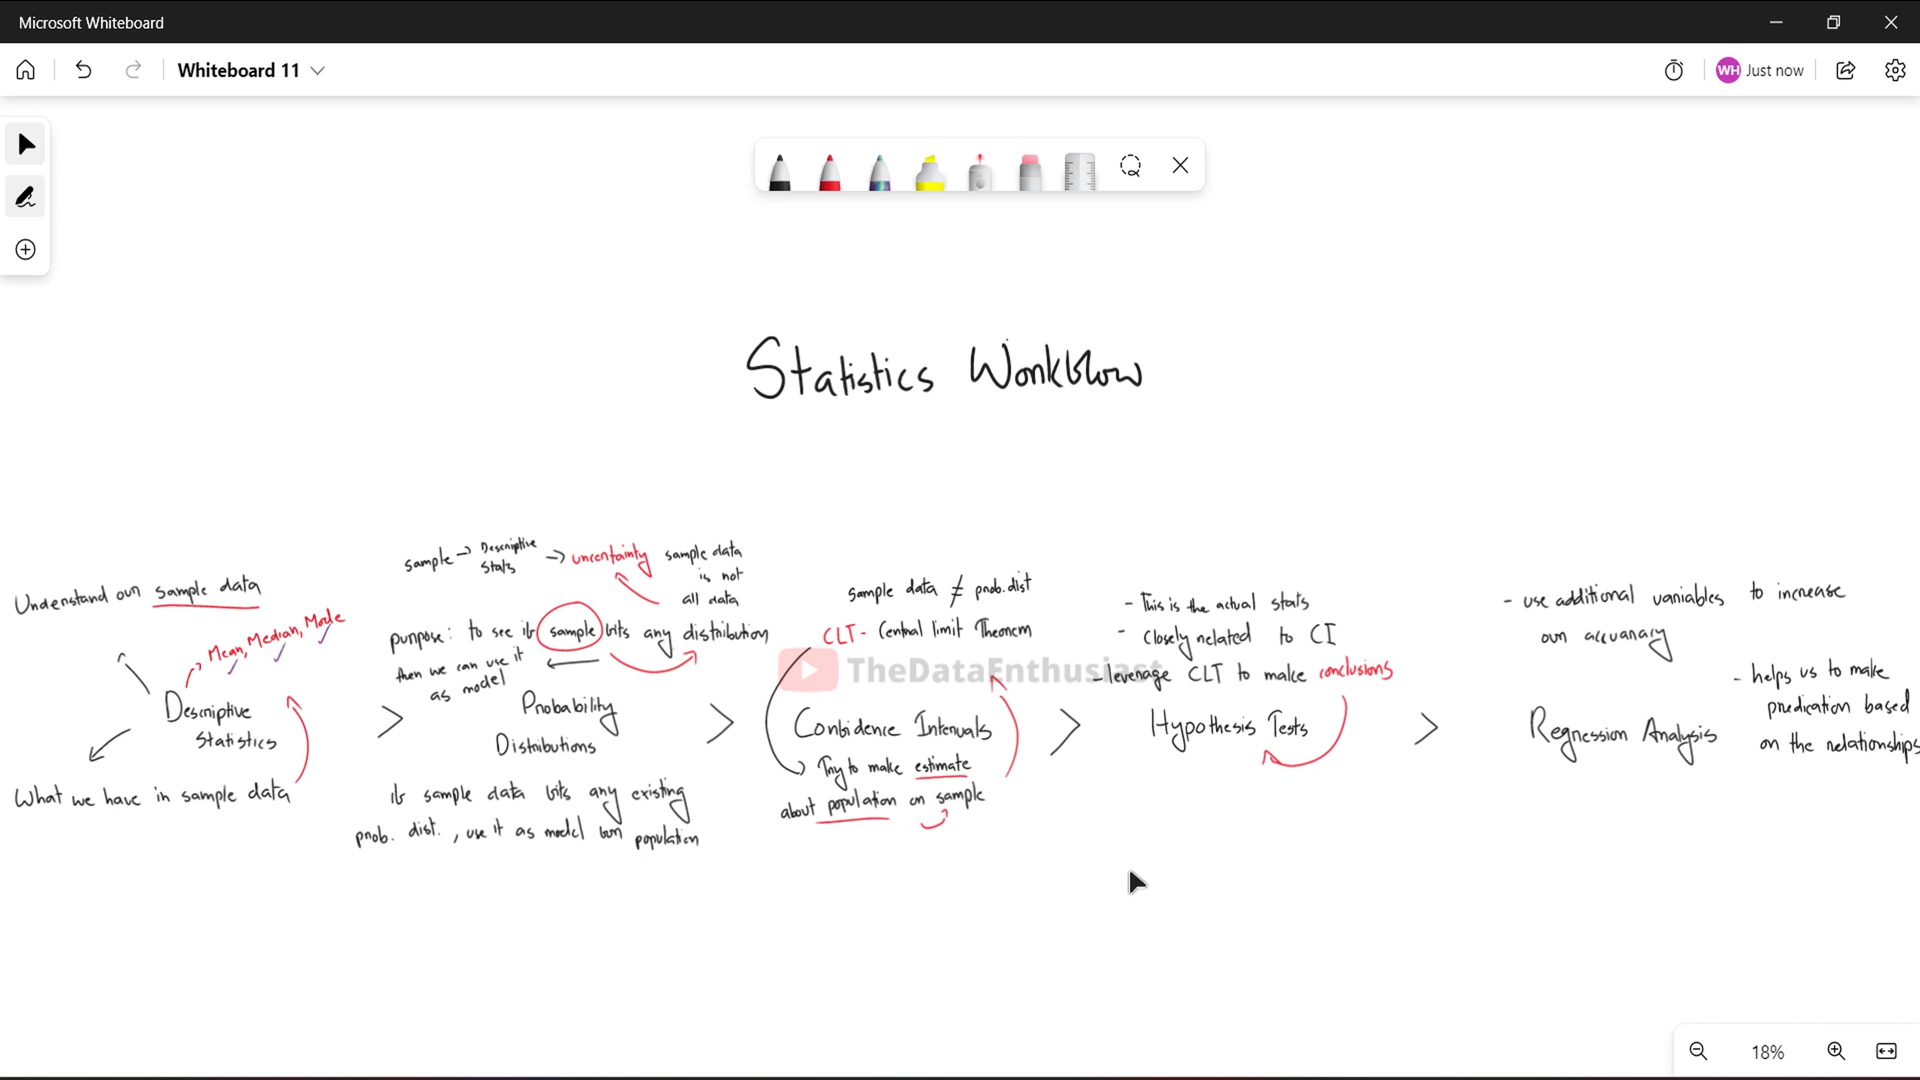 Microsoft Whiteboard
Whiteboard 11
WH Just now
Statistics Workflow
Understand our sample data
Mean, Median, Mode
Descriptive
Statistics
What we have in sample data
>
sample → Descriptive Stats → uncertainty sample data
is not
all data
purpose: to see if sample fits any distribution
then we can use it
as model
Probability
Distributions
if sample data fits any existing
prob. dist., use it as model for population
>
sample data ≠ prob. dist
CLT - Central limit Theorem
TheDataEnthusiast
Confidence Intervals
Try to make estimate
about population on sample
>
- This is the actual stats
- Closely related to CI
- leverage CLT to make conclusions
Hypothesis Tests
>
- use additional variables to increase
our accuracy
- helps us to make
predication based
on the relationships
Regression Analysis
18%